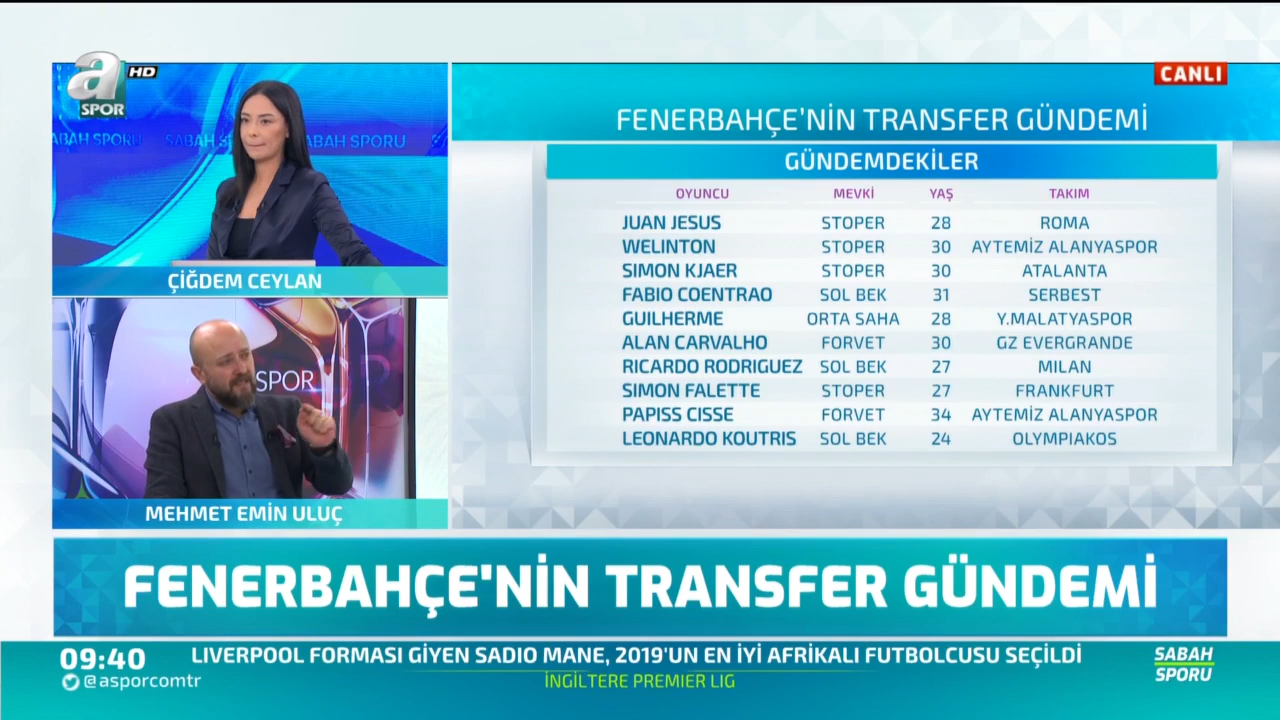 a HD
SPOR
CANLI
SABAH SPORU SABAH SPORU
ÇİĞDEM CEYLAN
SPOR
MEHMET EMİN ULUÇ
FENERBAHÇE'NİN TRANSFER GÜNDEMİ
GÜNDEMDEKİLER
OYUNCU MEVKİ YAŞ TAKIM
JUAN JESUS STOPER 28 ROMA
WELINTON STOPER 30 AYTEMİZ ALANYASPOR
SIMON KJAER STOPER 30 ATALANTA
FABIO COENTRAO SOL BEK 31 SERBEST
GUILHERME ORTA SAHA 28 Y.MALATYASPOR
ALAN CARVALHO FORVET 30 GZ EVERGRANDE
RICARDO RODRIGUEZ SOL BEK 27 MILAN
SIMON FALETTE STOPER 27 FRANKFURT
PAPISS CISSE FORVET 34 AYTEMİZ ALANYASPOR
LEONARDO KOUTRIS SOL BEK 24 OLYMPIAKOS
FENERBAHÇE'NİN TRANSFER GÜNDEMİ
09:40 LIVERPOOL FORMASI GİYEN SADIO MANE, 2019'UN EN İYİ AFRİKALI FUTBOLCUSU SEÇİLDİ
@asporcomtr İNGİLTERE PREMIER LIG
SABAH
SPORU